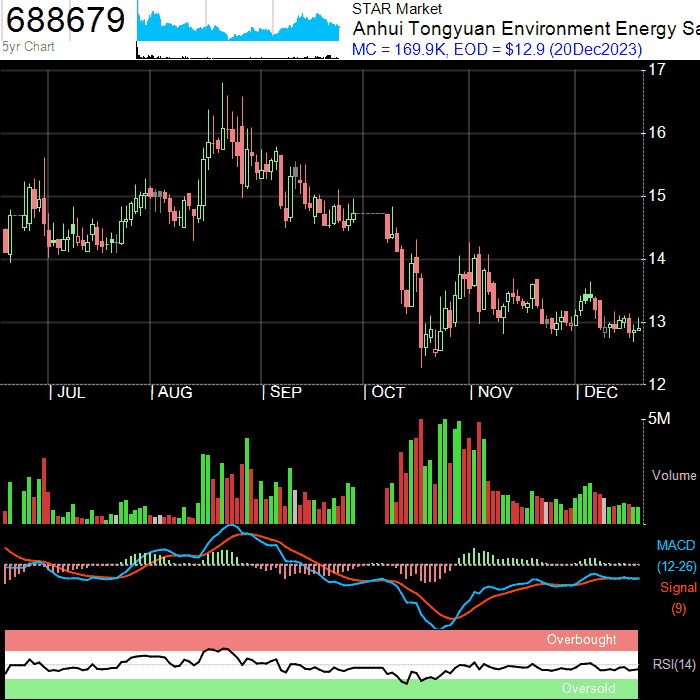 688679
5yr Chart
STAR Market
Anhui Tongyuan Environment Energy Sa
MC = 169.9K, EOD = $12.9 (20Dec2023)
17
16
15
14
13
12
| JUL | AUG | SEP | OCT | NOV | DEC
5M
Volume
MACD
(12-26)
Signal
(9)
Overbought
RSI(14)
Oversold